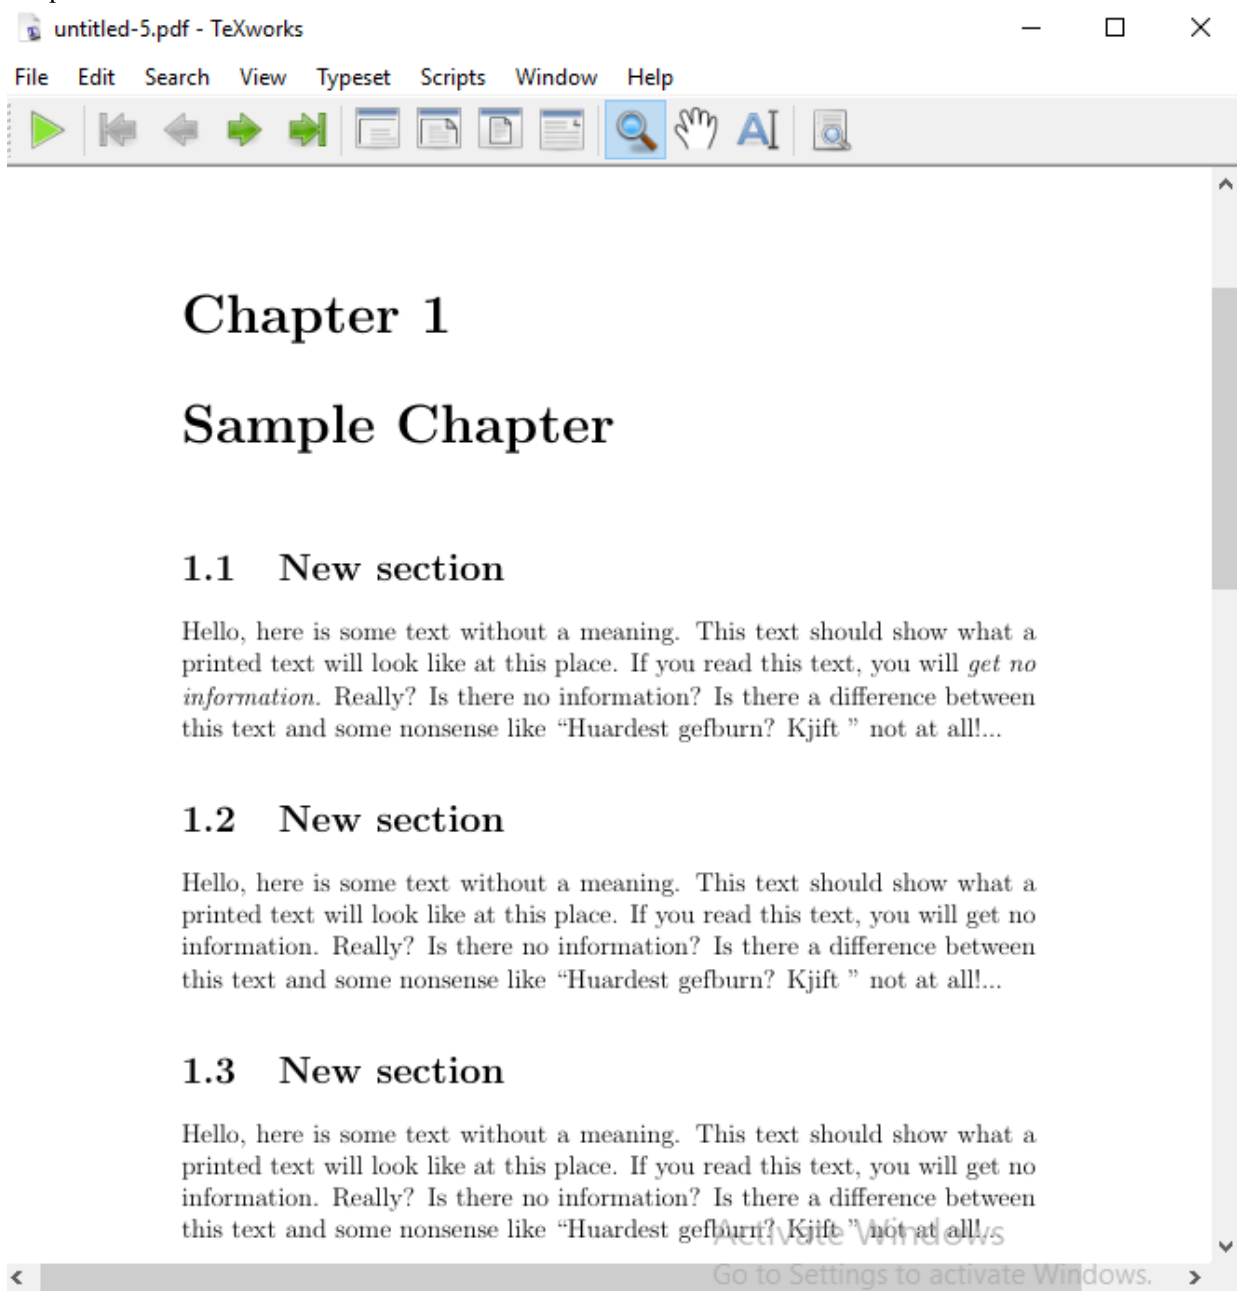 untitled-5.pdf - TeXworks
File Edit Search View Typeset Scripts Window Help
Chapter 1
Sample Chapter
1.1 New section
Hello, here is some text without a meaning. This text should show what a
printed text will look like at this place. If you read this text, you will get no
information. Really? Is there no information? Is there a difference between
this text and some nonsense like “Huardest gefburn? Kjift ” not at all!...
1.2 New section
Hello, here is some text without a meaning. This text should show what a
printed text will look like at this place. If you read this text, you will get no
information. Really? Is there no information? Is there a difference between
this text and some nonsense like “Huardest gefburn? Kjift ” not at all!...
1.3 New section
Hello, here is some text without a meaning. This text should show what a
printed text will look like at this place. If you read this text, you will get no
information. Really? Is there no information? Is there a difference between
this text and some nonsense like “Huardest gefburn? Kjift ” not at all!...
Activate Windows
Go to Settings to activate Windows.